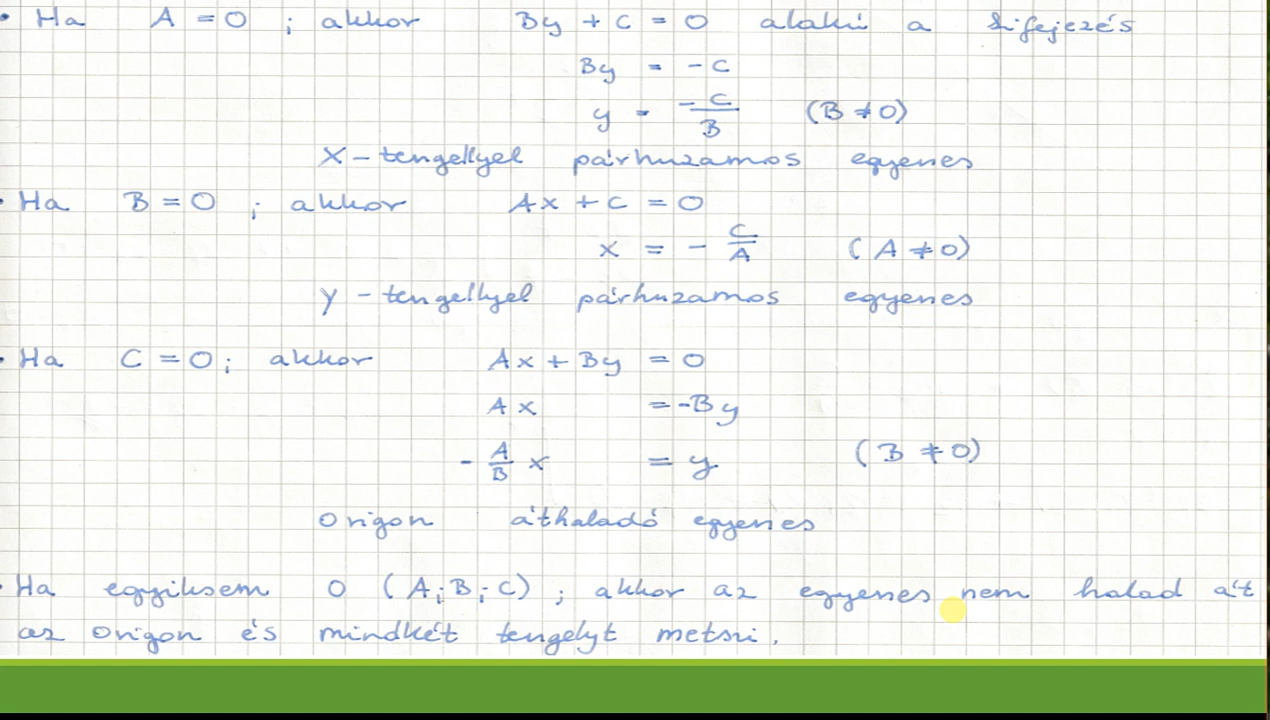 • Ha A = 0 ; akkor By + C = 0 alakú a kifejezés
By = -C
y = -C/B (B ≠ 0)
X - tengellyel párhuzamos egyenes
• Ha B = 0 ; akkor Ax + C = 0
x = - C/A (A ≠ 0)
Y - tengellyel párhuzamos egyenes
• Ha C = 0 ; akkor Ax + By = 0
Ax = -By
- A/B x = y (B ≠ 0)
Origon áthaladó egyenes
• Ha egyiksem 0 (A; B; C) ; akkor az egyenes nem halad át
az origon és mindkét tengelyt metszi.